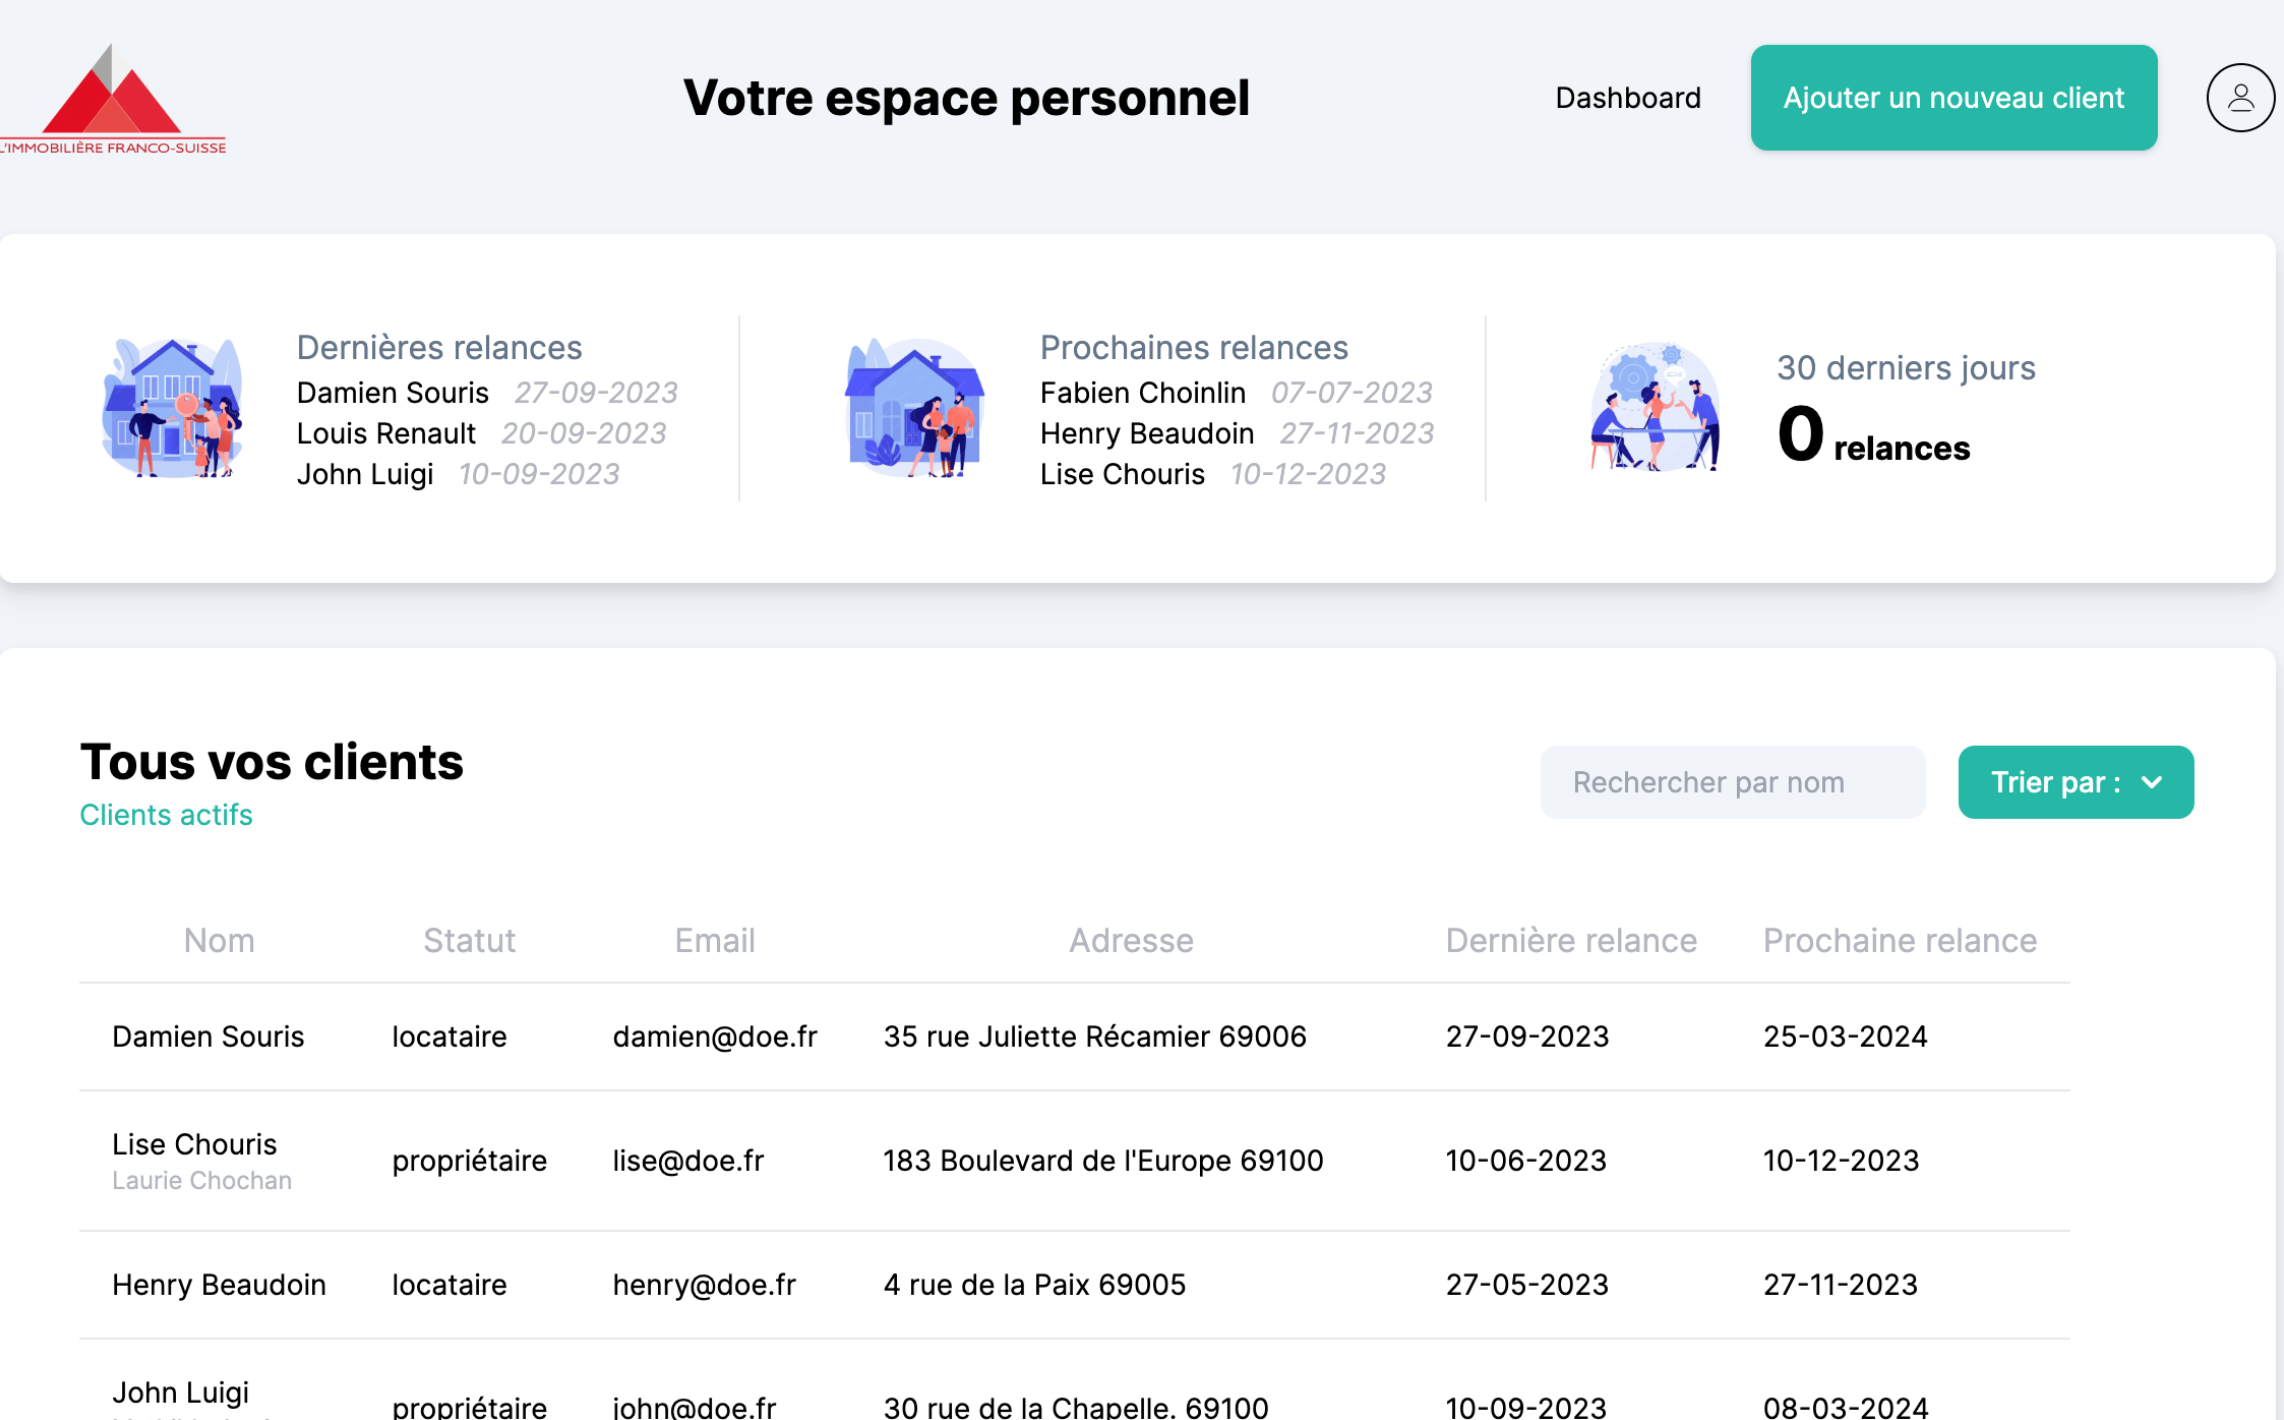 L'IMMOBILIÈRE FRANCO-SUISSE
Votre espace personnel
Dashboard
Ajouter un nouveau client
Dernières relances
Damien Souris 27-09-2023
Louis Renault 20-09-2023
John Luigi 10-09-2023
Prochaines relances
Fabien Choinlin 07-07-2023
Henry Beaudoin 27-11-2023
Lise Chouris 10-12-2023
30 derniers jours
0 relances
Tous vos clients
Clients actifs
Rechercher par nom
Trier par :
Nom Statut Email Adresse Dernière relance Prochaine relance
Damien Souris locataire damien@doe.fr 35 rue Juliette Récamier 69006 27-09-2023 25-03-2024
Lise Chouris propriétaire lise@doe.fr 183 Boulevard de l'Europe 69100 10-06-2023 10-12-2023
Laurie Chochan
Henry Beaudoin locataire henry@doe.fr 4 rue de la Paix 69005 27-05-2023 27-11-2023
John Luigi propriétaire john@doe.fr 30 rue de la Chapelle. 69100 10-09-2023 08-03-2024